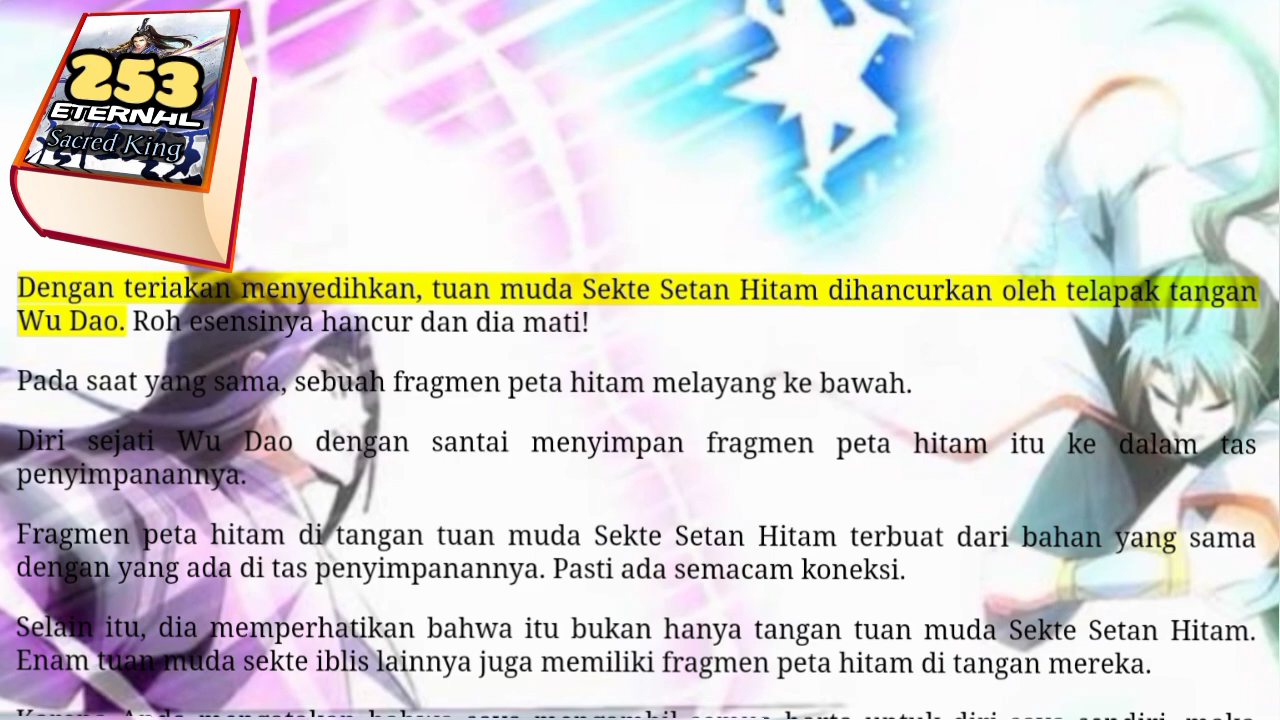 253
ETERNAL
Sacred King
Dengan teriakan menyedihkan, tuan muda Sekte Setan Hitam dihancurkan oleh telapak tangan
Wu Dao. Roh esensinya hancur dan dia mati!
Pada saat yang sama, sebuah fragmen peta hitam melayang ke bawah.
Diri sejati Wu Dao dengan santai menyimpan fragmen peta hitam itu ke dalam tas
penyimpanannya.
Fragmen peta hitam di tangan tuan muda Sekte Setan Hitam terbuat dari bahan yang sama
dengan yang ada di tas penyimpanannya. Pasti ada semacam koneksi.
Selain itu, dia memperhatikan bahwa itu bukan hanya tangan tuan muda Sekte Setan Hitam.
Enam tuan muda sekte iblis lainnya juga memiliki fragmen peta hitam di tangan mereka.